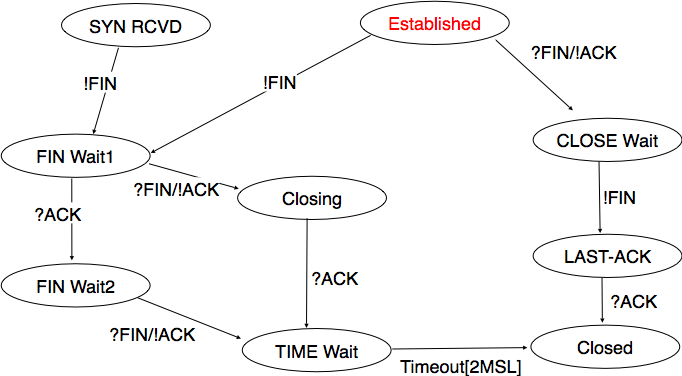 SYN RCVD
Established
!FIN
!FIN
?FIN/!ACK
FIN Wait1
CLOSE Wait
?FIN/!ACK
Closing
!FIN
?ACK
LAST-ACK
?ACK
FIN Wait2
?ACK
?FIN/!ACK
TIME Wait
Timeout[2MSL]
Closed